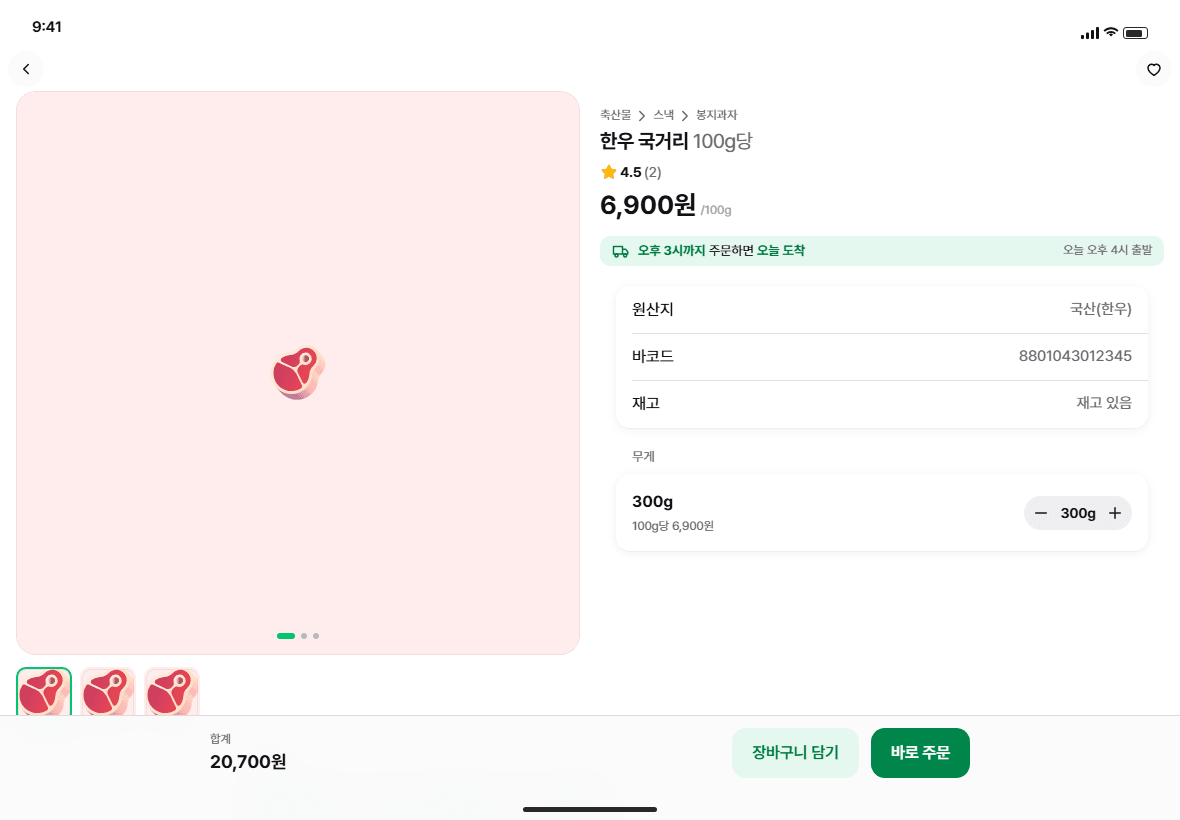 9:41
축산물 > 스낵 > 봉지과자
한우 국거리 100g당
4.5 (2)
6,900원 /100g
오후 3시까지 주문하면 오늘 도착
오늘 오후 4시 출발
원산지
국산(한우)
바코드
8801043012345
재고
재고 있음
무게
300g
100g당 6,900원
− 300g +
합계
20,700원
장바구니 담기
바로 주문